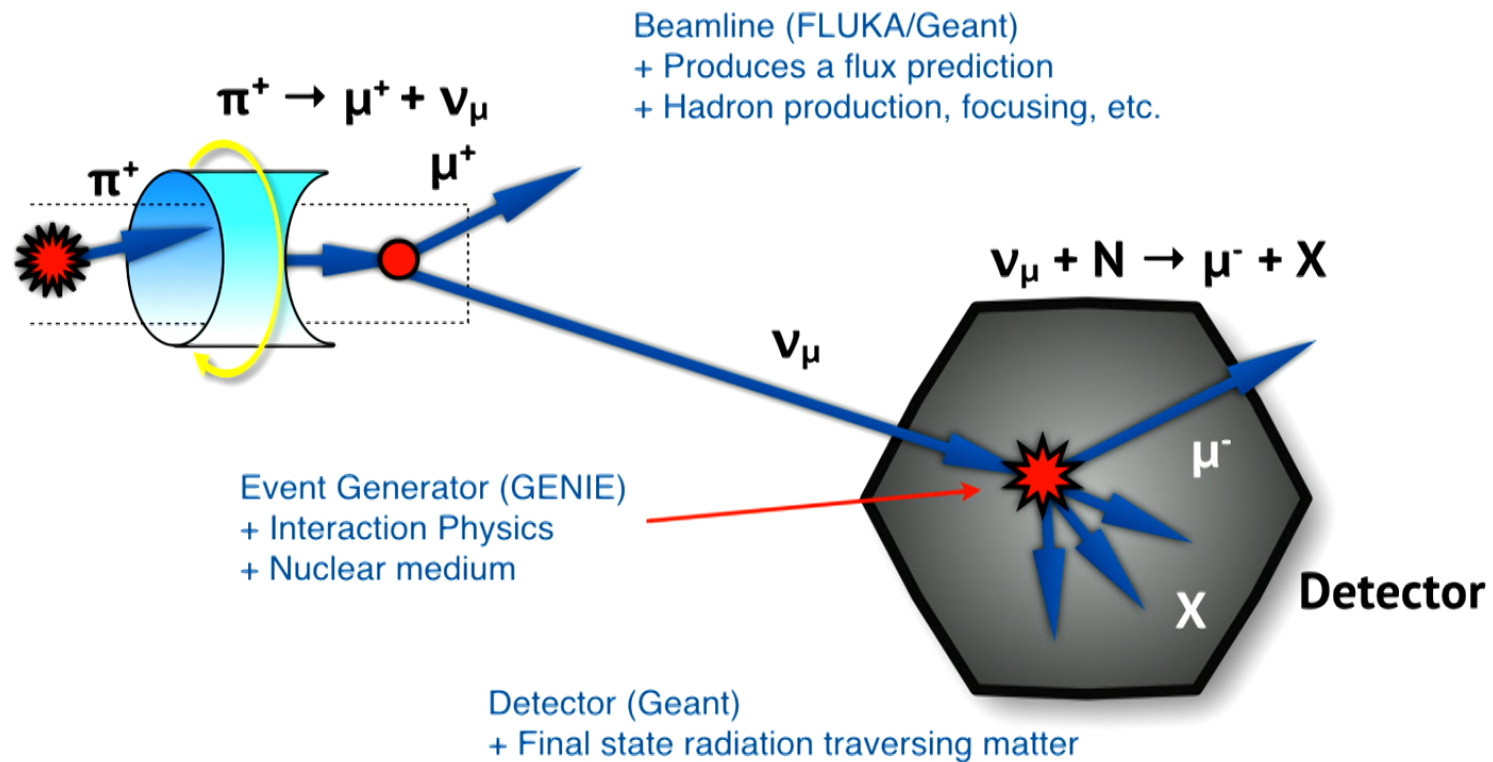 Beamline (FLUKA/Geant)
+ Produces a flux prediction
+ Hadron production, focusing, etc.
π⁺ → μ⁺ + νμ
μ⁺
π⁺
νμ + N → μ⁻ + X
νμ
μ⁻
Event Generator (GENIE)
+ Interaction Physics
+ Nuclear medium
X
Detector
Detector (Geant)
+ Final state radiation traversing matter